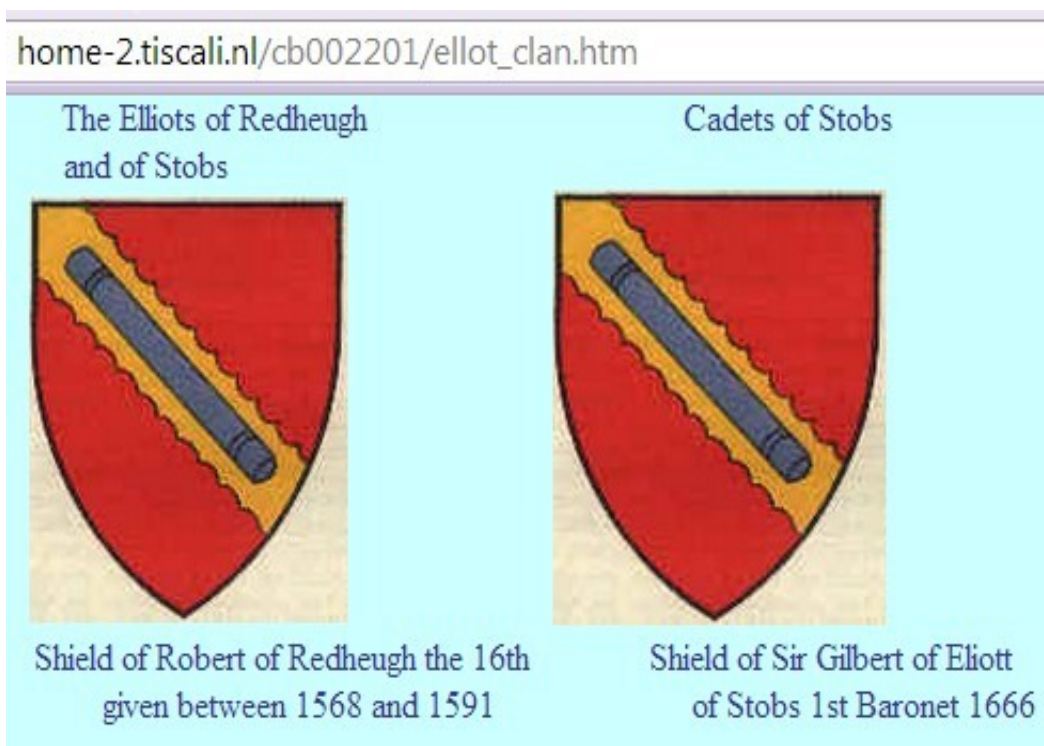 home-2.tiscali.nl/cb002201/ellot_clan.htm
The Elliots of Redheugh
and of Stobs
Cadets of Stobs
Shield of Robert of Redheugh the 16th
given between 1568 and 1591
Shield of Sir Gilbert of Eliott
of Stobs 1st Baronet 1666